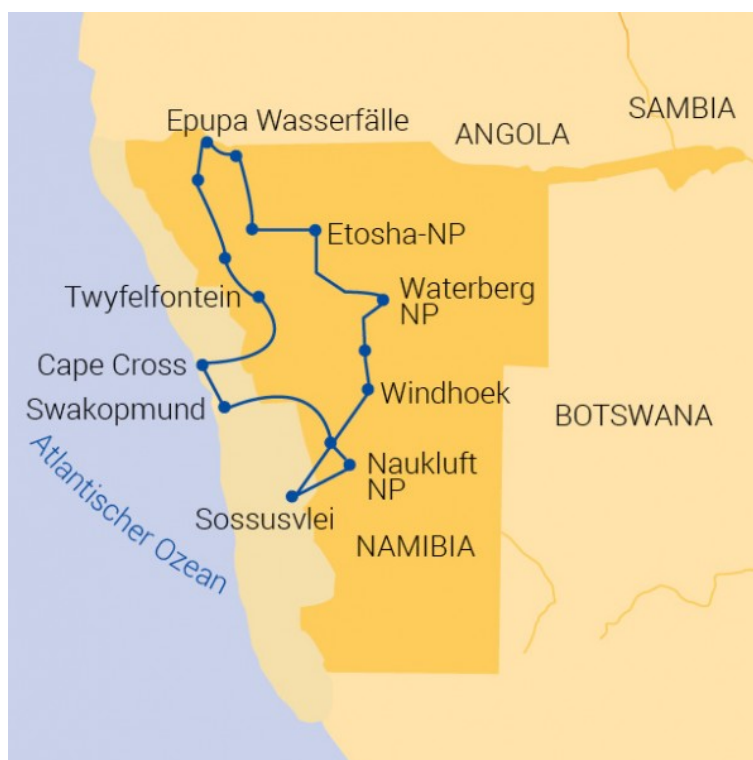 SAMBIA
Epupa Wasserfälle
ANGOLA
Etosha-NP
Twyfelfontein
Waterberg
NP
Cape Cross
Windhoek
Swakopmund
BOTSWANA
Atlantischer Ozean
Naukluft
NP
Sossusvlei
NAMIBIA